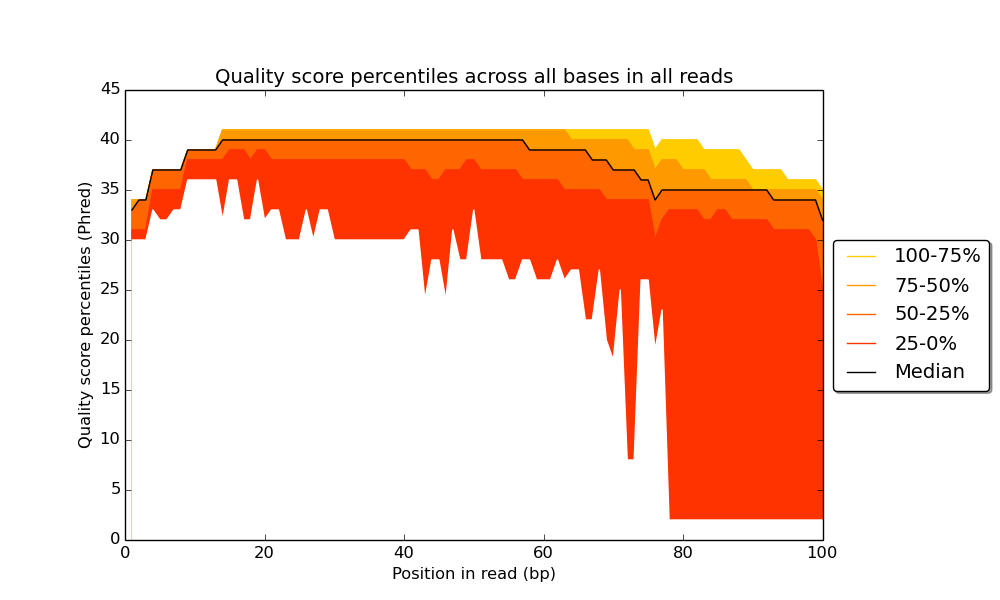 Quality score percentiles across all bases in all reads
Quality score percentiles (Phred)
45
40
35
30
25
20
15
10
5
0
0 20 40 60 80 100
Position in read (bp)
100-75%
75-50%
50-25%
25-0%
Median